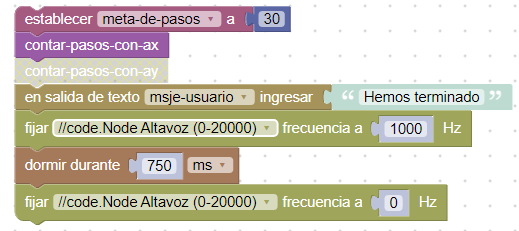 establecer meta-de-pasos a 30
contar-pasos-con-ax
contar-pasos-con-ay
en salida de texto msje-usuario ingresar “ Hemos terminado ”
fijar //code.Node Altavoz (0-20000) frecuencia a 1000 Hz
dormir durante 750 ms
fijar //code.Node Altavoz (0-20000) frecuencia a 0 Hz